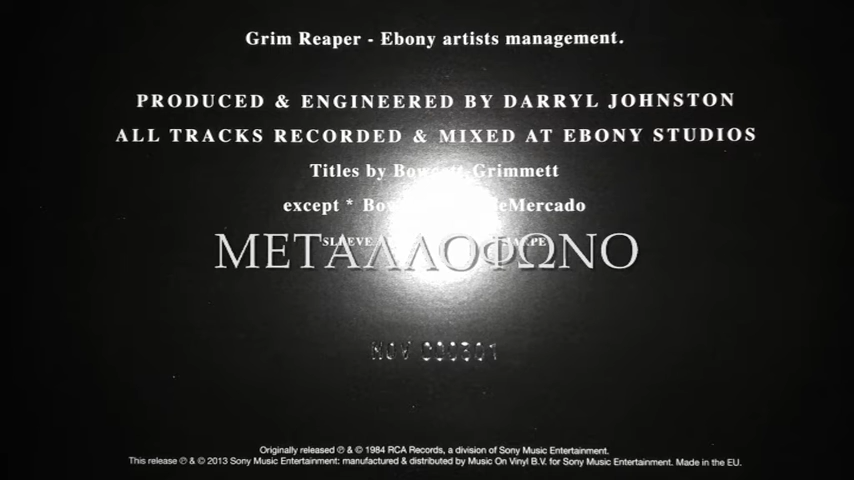 Grim Reaper - Ebony artists management.
PRODUCED & ENGINEERED BY DARRYL JOHNSTON
ALL TRACKS RECORDED & MIXED AT EBONY STUDIOS
Titles by Grimmett
except *
ΜΕΤΑΛΛΟΦΩΝΟ
Originally released ℗ & © 1984 RCA Records, a division of Sony Music Entertainment.
This release ℗ & © 2013 Sony Music Entertainment; manufactured & distributed by Music On Vinyl B.V. for Sony Music Entertainment. Made in the EU.